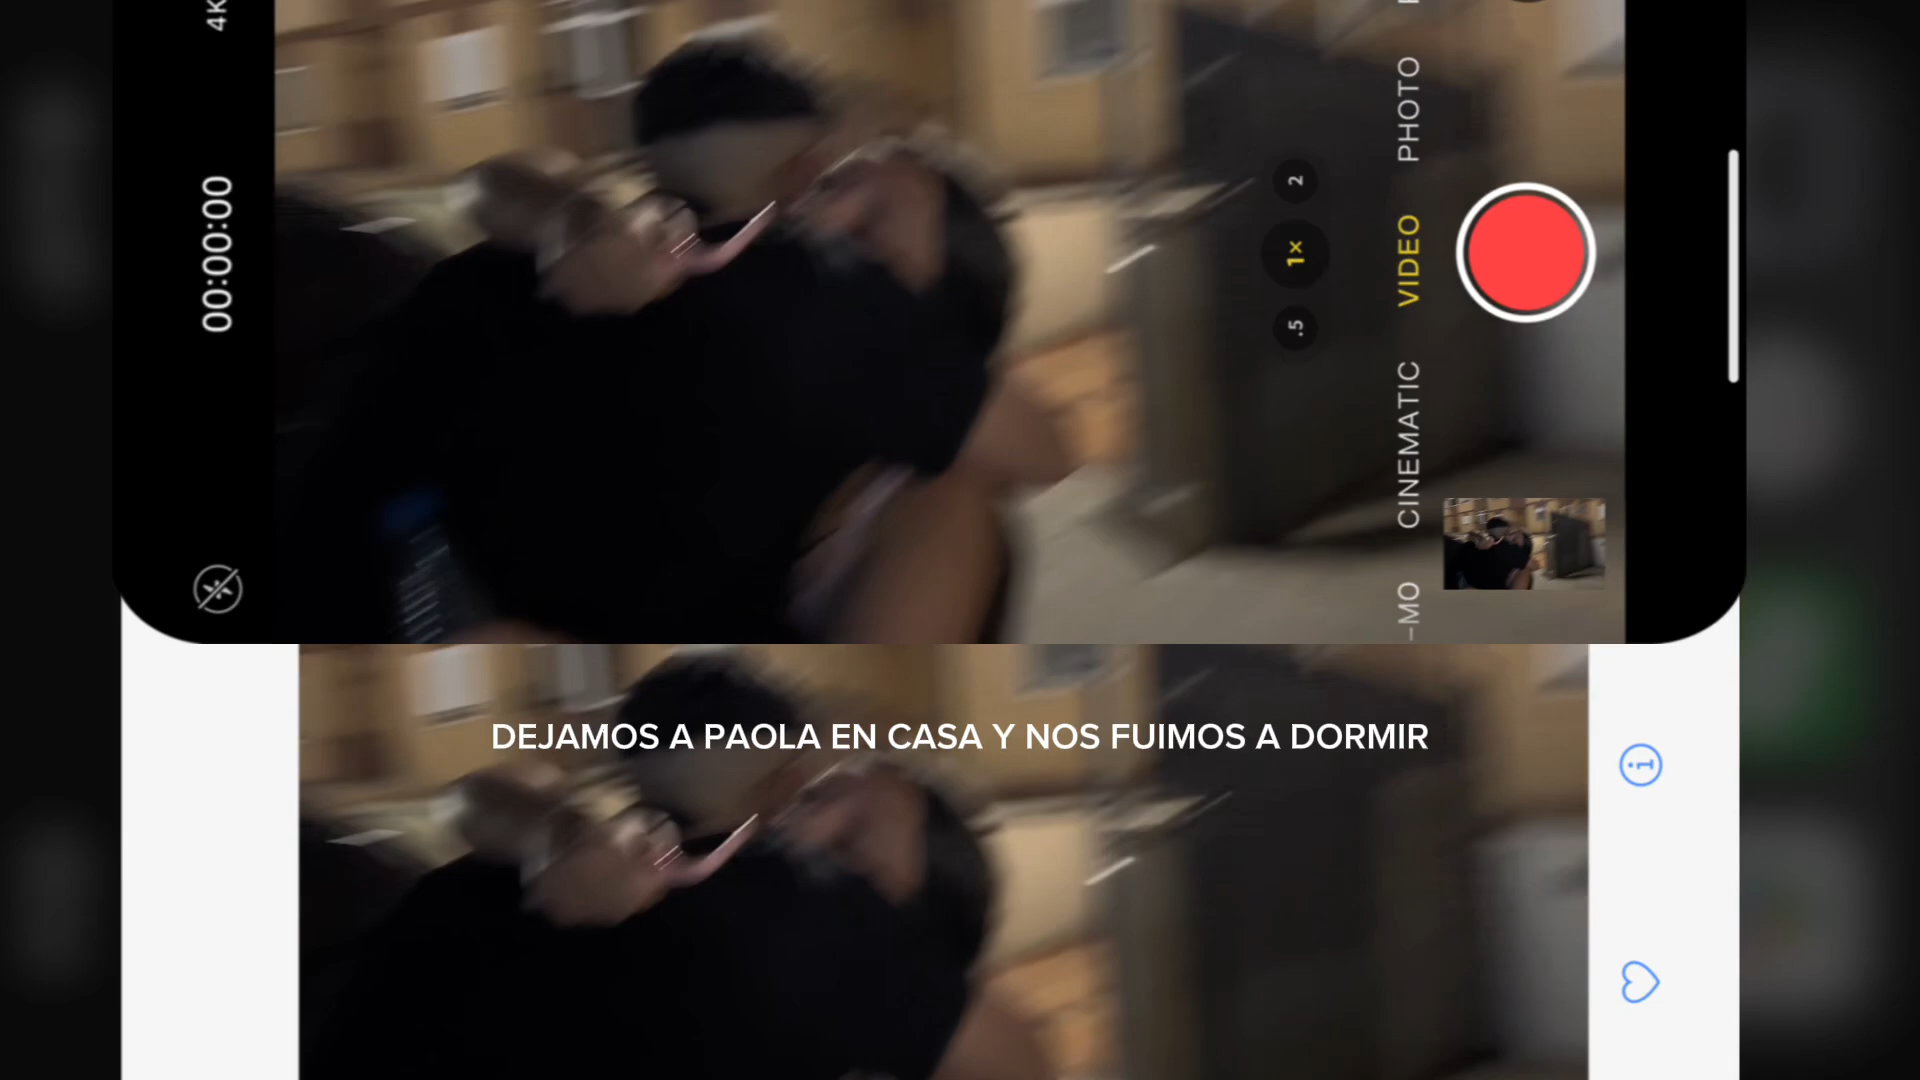 4K
00:00:00
2
1×
.5
PHOTO
VIDEO
CINEMATIC
-MO
DEJAMOS A PAOLA EN CASA Y NOS FUIMOS A DORMIR